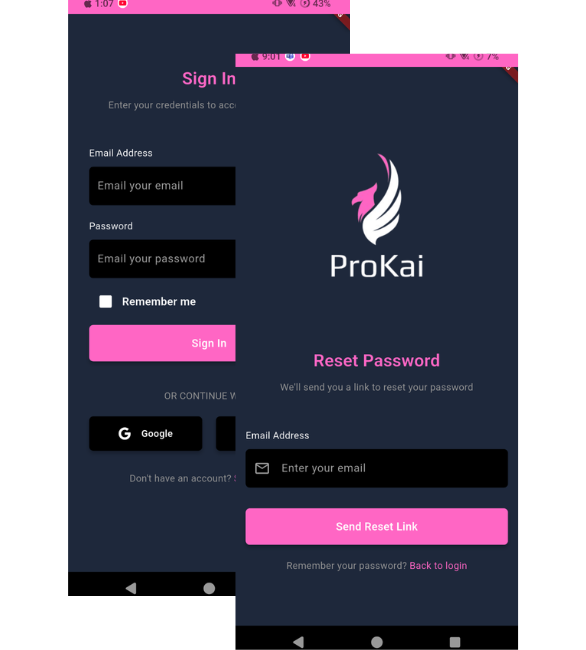 1:07
43%
Sign In
Enter your credentials to acc
Email Address
Email your email
Password
Email your password
Remember me
Sign In
OR CONTINUE W
Google
Don't have an account?
9:01
7%
ProKai
Reset Password
We'll send you a link to reset your password
Email Address
Enter your email
Send Reset Link
Remember your password? Back to login